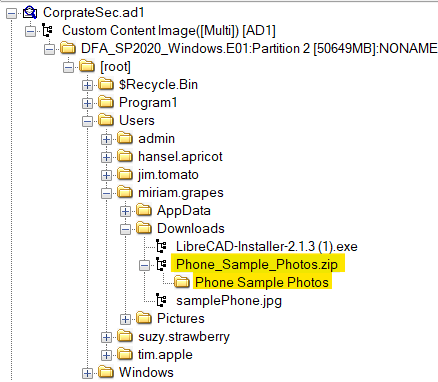 CorprateSec.ad1
Custom Content Image([Multi]) [AD1]
DFA_SP2020_Windows.E01:Partition 2 [50649MB]:NONAME
[root]
$Recycle.Bin
Program1
Users
admin
hansel.apricot
jim.tomato
miriam.grapes
AppData
Downloads
LibreCAD-Installer-2.1.3 (1).exe
Phone_Sample_Photos.zip
Phone Sample Photos
samplePhone.jpg
Pictures
suzy.strawberry
tim.apple
Windows